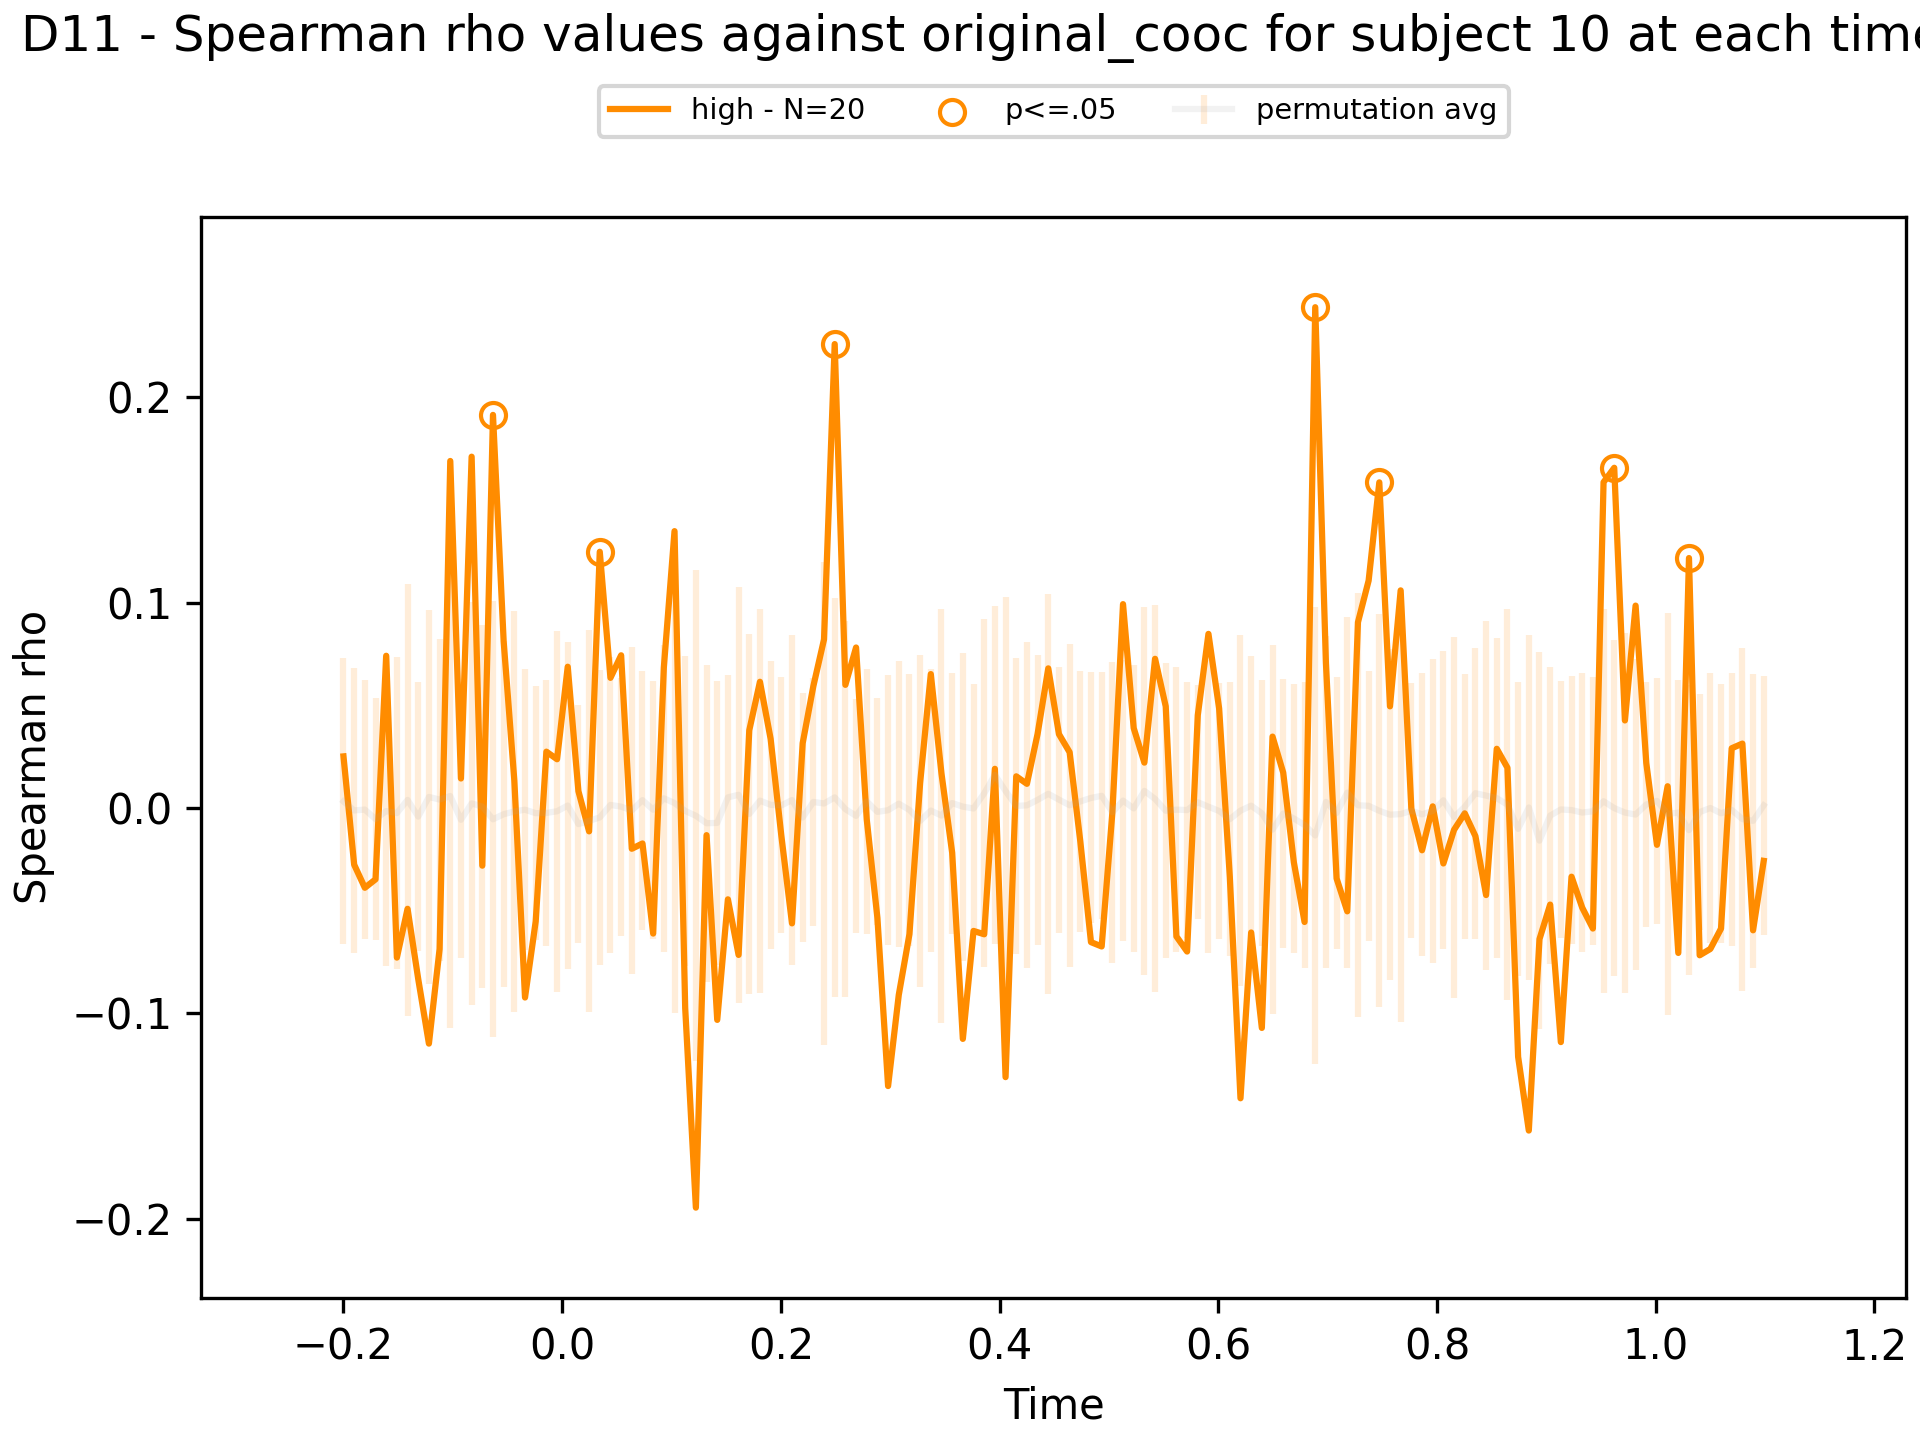 D11 - Spearman rho values against original_cooc for subject 10 at each time
high - N=20 p<=.05 permutation avg
Spearman rho
0.2
0.1
0.0
−0.1
−0.2
−0.2 0.0 0.2 0.4 0.6 0.8 1.0 1.2
Time